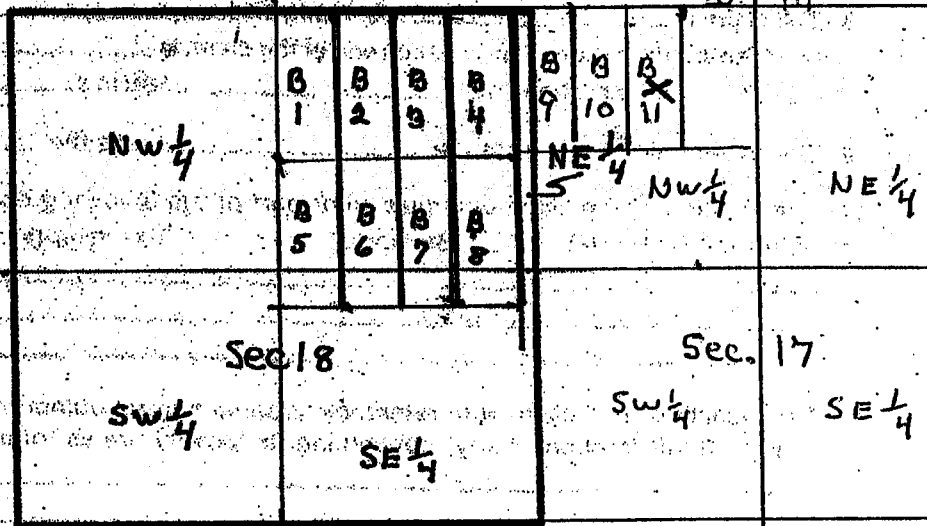 B B B B B B B
1 2 3 4 9 10 11
NW 1/4
NE 1/4
NW 1/4 NE 1/4
B B B B
5 6 7 8
Sec 18 Sec. 17
SW 1/4 SW 1/4 SE 1/4
SE 1/4